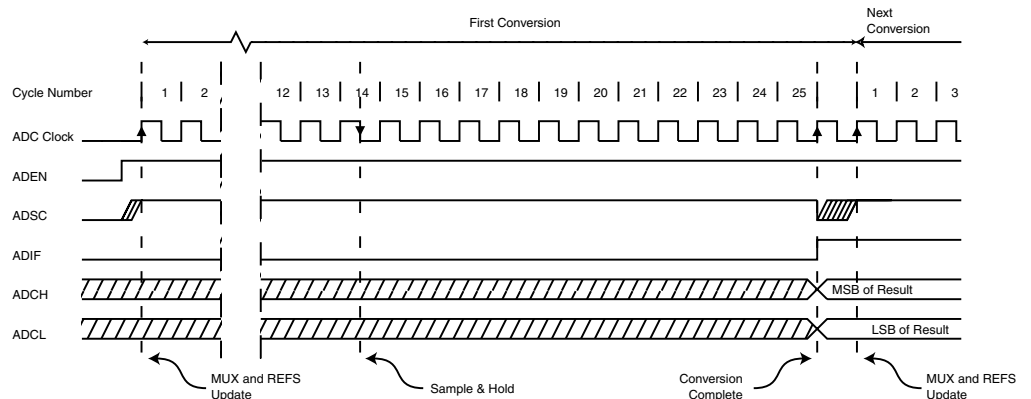 First Conversion
Next
Conversion
Cycle Number 1 2 12 13 14 15 16 17 18 19 20 21 22 23 24 25 1 2 3
ADC Clock
ADEN
ADSC
ADIF
ADCH MSB of Result
ADCL LSB of Result
MUX and REFS
Update
Sample & Hold
Conversion
Complete
MUX and REFS
Update